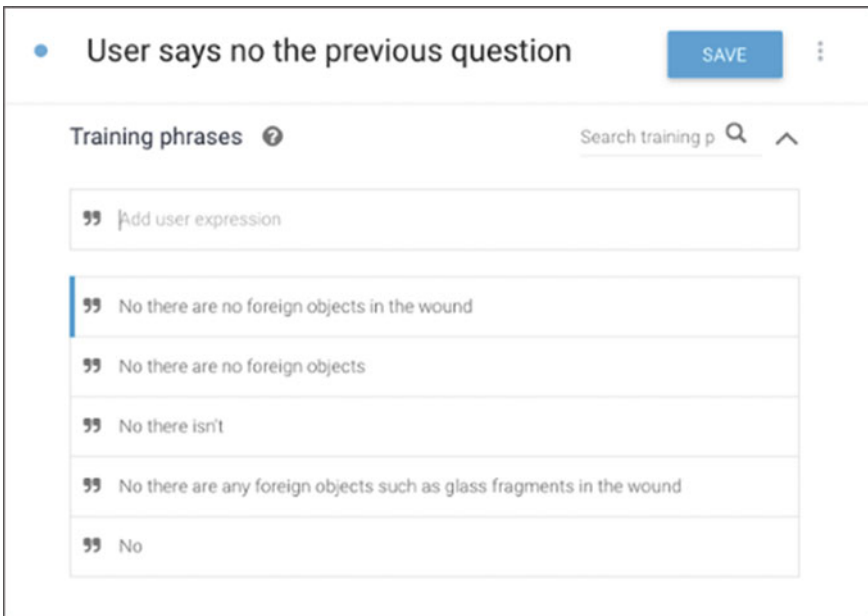 User says no the previous question
SAVE
Training phrases
Search training p
Add user expression
No there are no foreign objects in the wound
No there are no foreign objects
No there isn't
No there are any foreign objects such as glass fragments in the wound
No